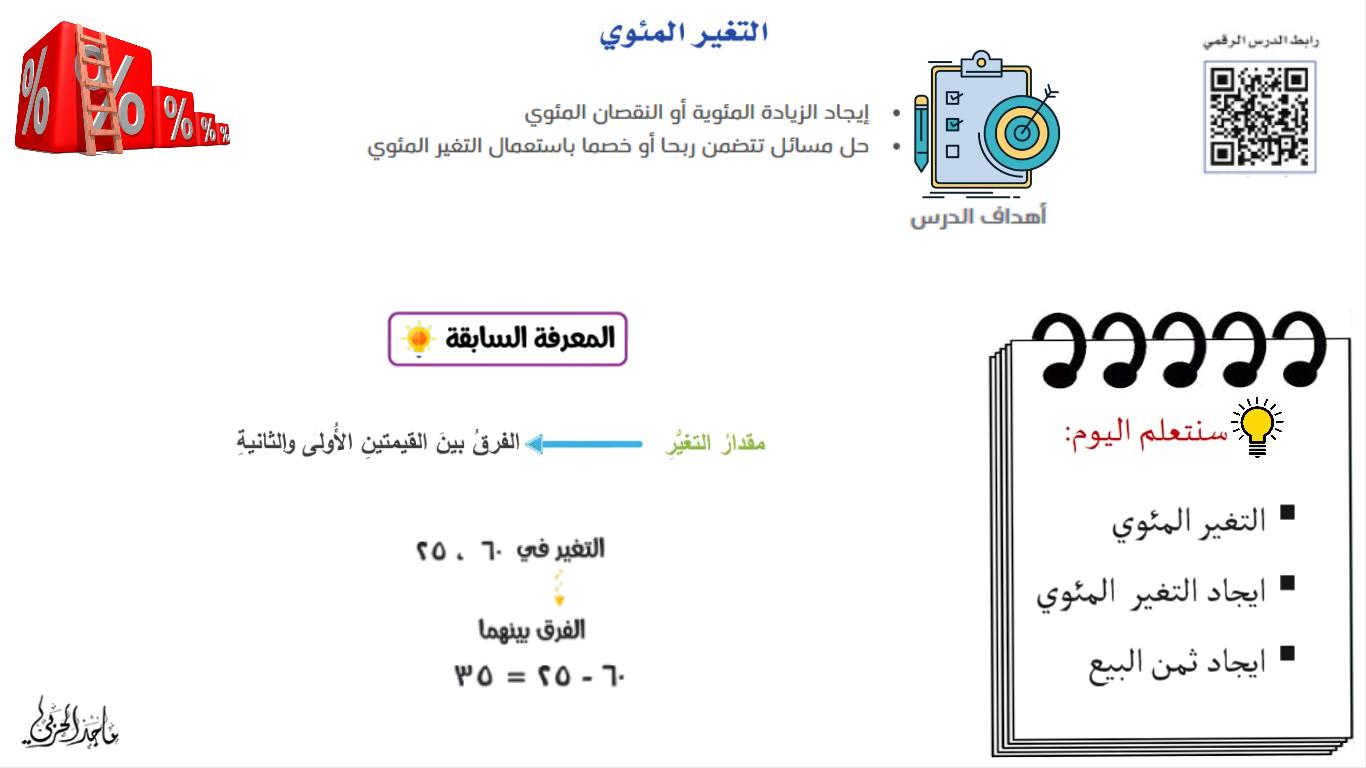 التغير المئوي
رابط الدرس الرقمي
• إيجاد الزيادة المئوية أو النقصان المئوي
• حل مسائل تتضمن ربحا أو خصما باستعمال التغير المئوي
أهداف الدرس
% % % % %
المعرفة السابقة
مقدارُ التغيُّرِ الفرقُ بينَ القيمتينِ الأُولى والثانيةِ
التغير في ٦٠ ، ٢٥
الفرق بينهما
٦٠ - ٢٥ = ٣٥
سنتعلم اليوم:
▪ التغير المئوي
▪ ايجاد التغير المئوي
▪ ايجاد ثمن البيع